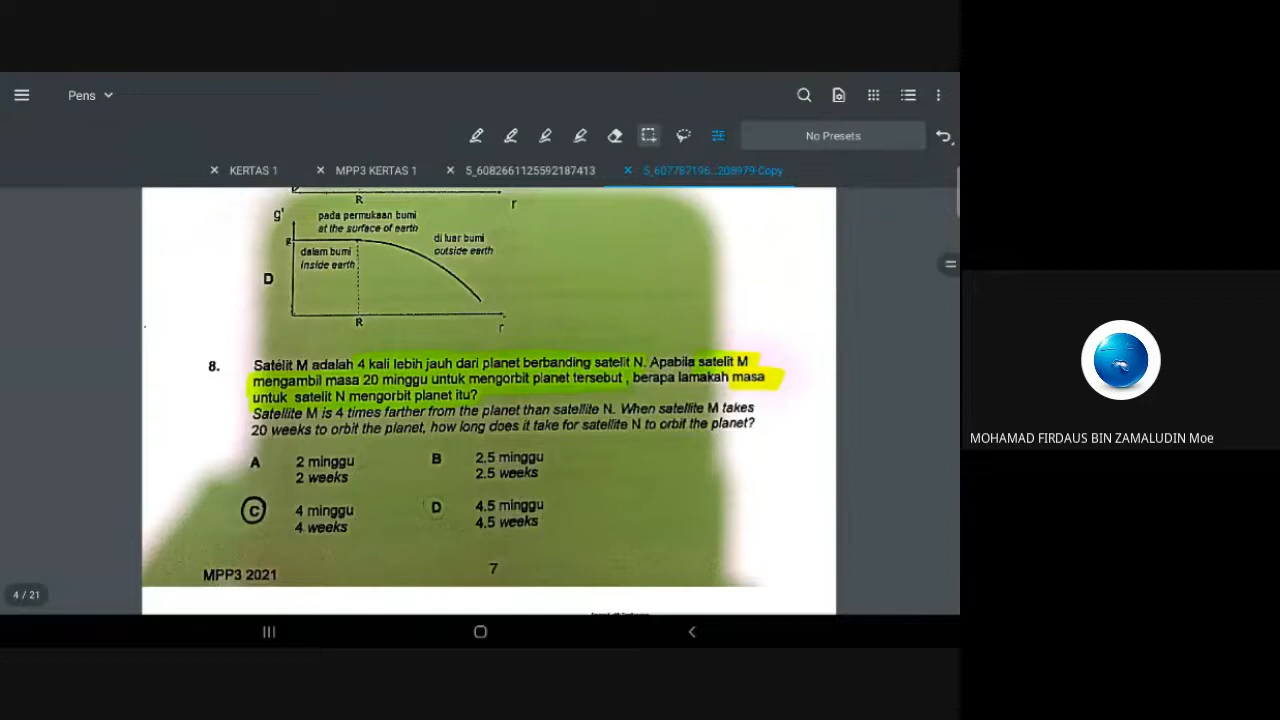 Pens
No Presets
KERTAS 1
MPP3 KERTAS 1
5_6082661125592187413
5_607787196...208979 Copy
R
r
g'
pada permukaan bumi
at the surface of earth
g
di luar bumi
outside earth
dalam bumi
inside earth
D
R
r
8.
Satelit M adalah 4 kali lebih jauh dari planet berbanding satelit N. Apabila satelit M
mengambil masa 20 minggu untuk mengorbit planet tersebut , berapa lamakah masa
untuk satelit N mengorbit planet itu?
Satellite M is 4 times farther from the planet than satellite N. When satellite M takes
20 weeks to orbit the planet, how long does it take for satellite N to orbit the planet?
A 2 minggu
2 weeks
B 2.5 minggu
2.5 weeks
C 4 minggu
4 weeks
D 4.5 minggu
4.5 weeks
MPP3 2021
7
4 / 21
MOHAMAD FIRDAUS BIN ZAMALUDIN Moe